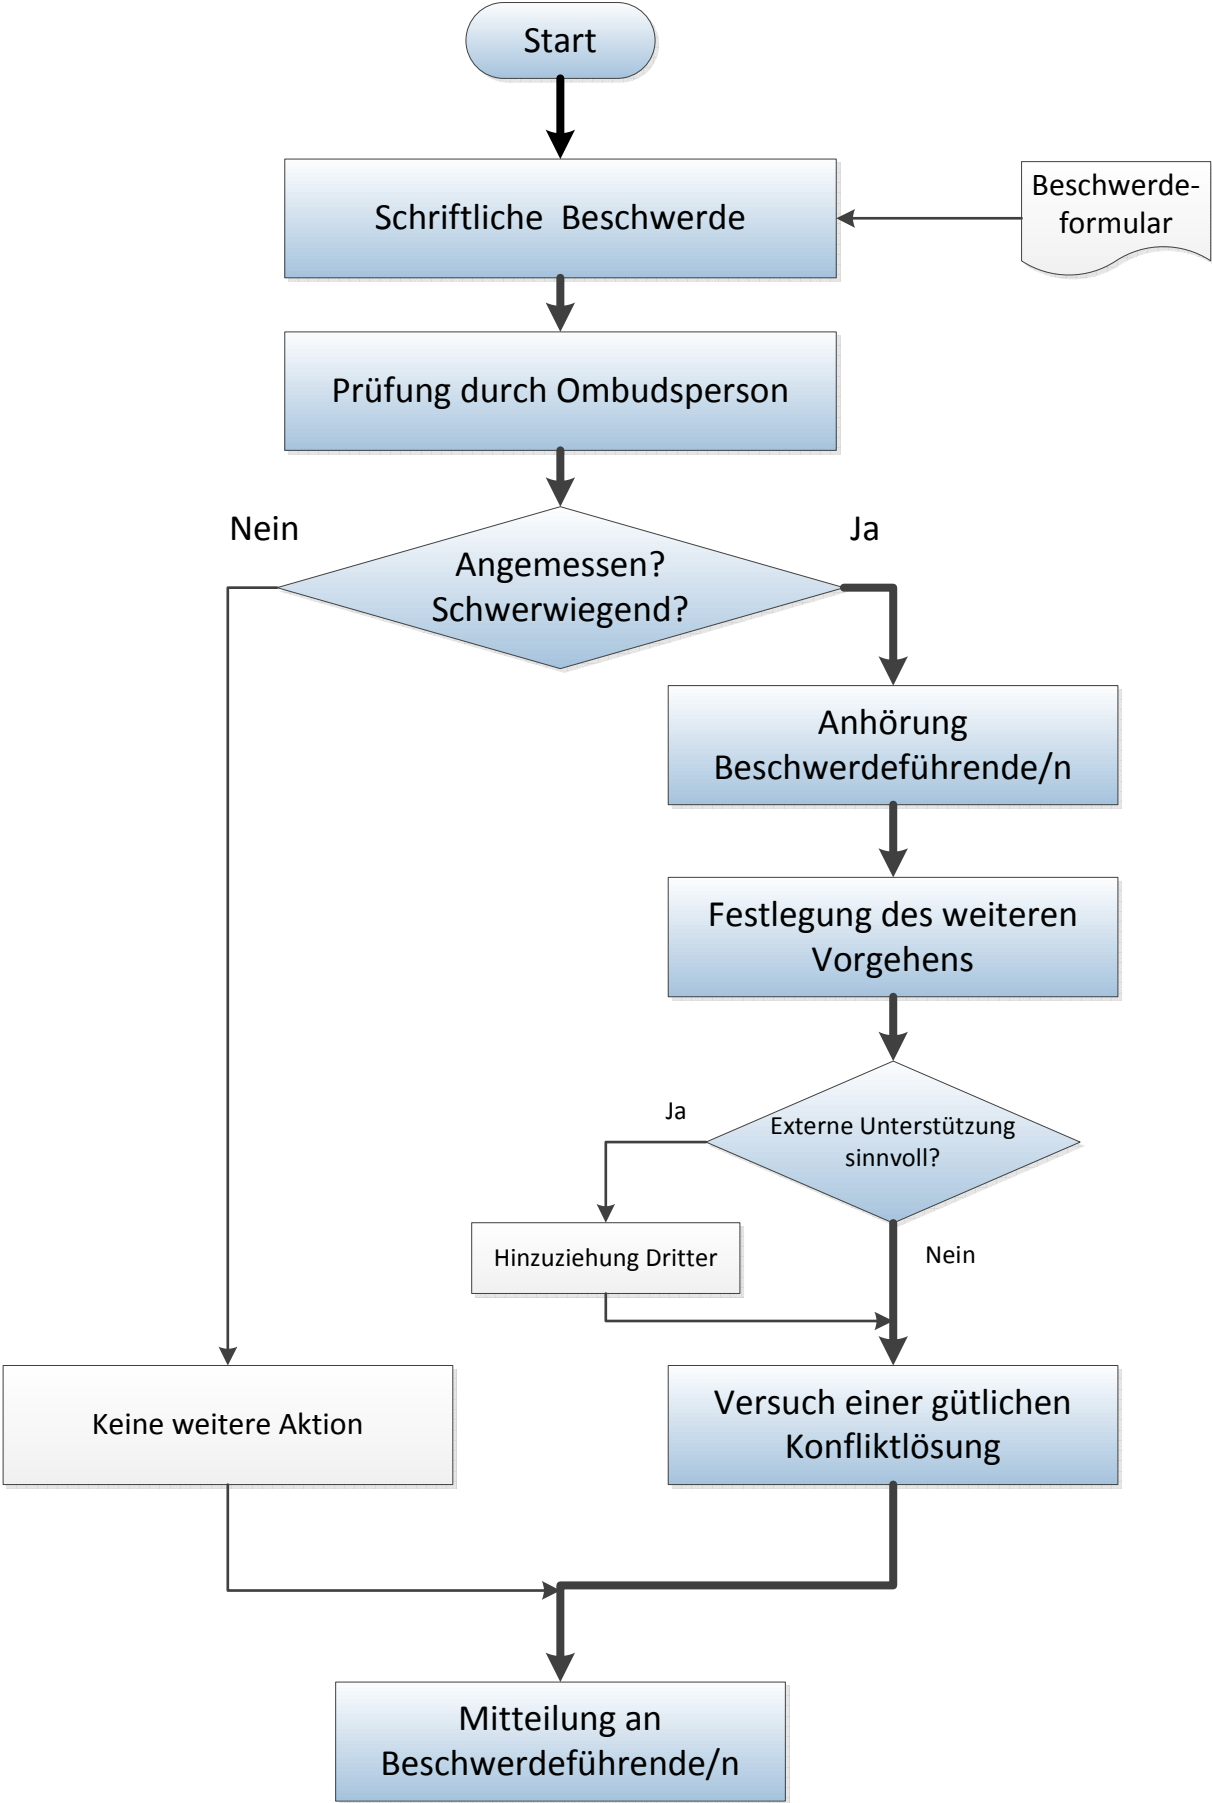 Start
Schriftliche Beschwerde
Beschwerde-
formular
Prüfung durch Ombudsperson
Nein
Ja
Angemessen?
Schwerwiegend?
Anhörung
Beschwerdeführende/n
Festlegung des weiteren
Vorgehens
Ja
Externe Unterstützung
sinnvoll?
Hinzuziehung Dritter
Nein
Keine weitere Aktion
Versuch einer gütlichen
Konfliktlösung
Mitteilung an
Beschwerdeführende/n